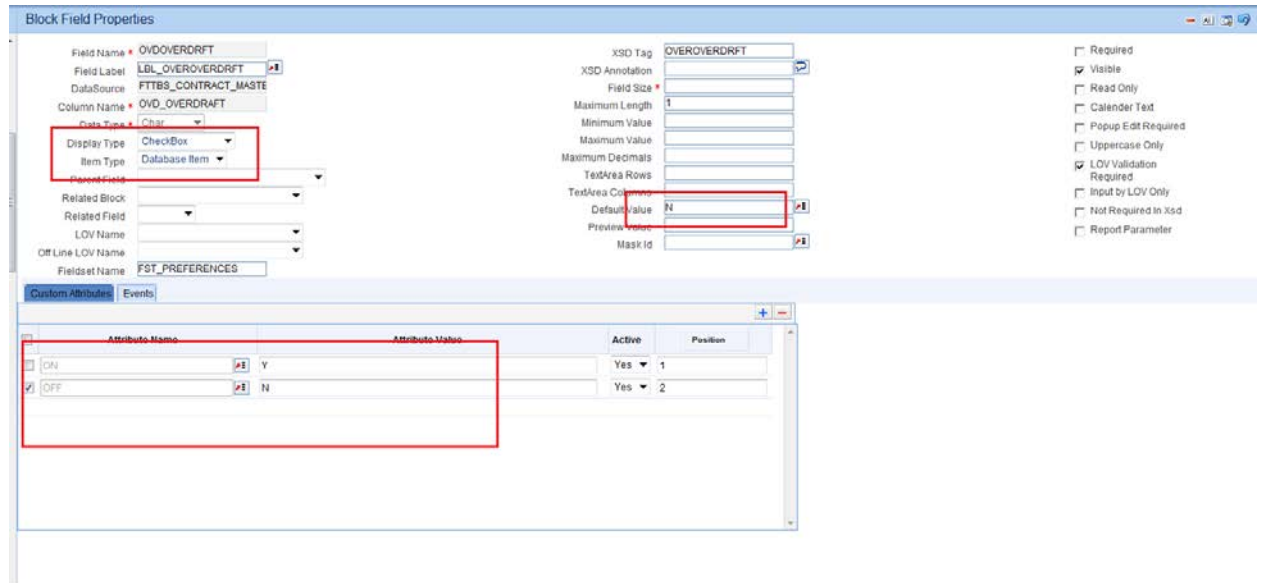 Block Field Properties
Field Name * OVDOVERDRFT
Field Label LBL_OVEROVERDRFT
DataSource FTTBS_CONTRACT_MASTE
Column Name * OVD_OVERDRAFT
Data Type * Char
Display Type CheckBox
Item Type Database Item
Parent Field
Related Block
Related Field
LOV Name
Off Line LOV Name
Fieldset Name FST_PREFERENCES
XSD Tag OVEROVERDRFT
XSD Annotation
Field Size *
Maximum Length 1
Minimum Value
Maximum Value
Maximum Decimals
TextArea Rows
TextArea Columns
Default Value N
Preview Value
Mask Id
Required
Visible
Read Only
Calender Text
Popup Edit Required
Uppercase Only
LOV Validation
Required
Input by LOV Only
Not Required In Xsd
Report Parameter
Custom Attributes Events
Attribute Name Attribute Value Active Position
ON Y Yes 1
OFF N Yes 2